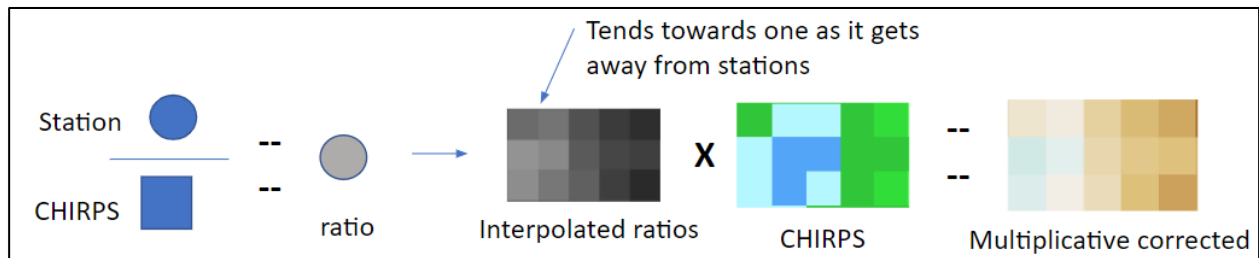 Tends towards one as it gets
away from stations
Station
CHIRPS
--
--
ratio
Interpolated ratios
X
CHIRPS
--
--
Multiplicative corrected